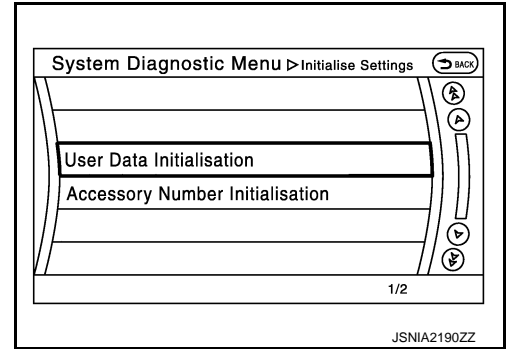 System Diagnostic Menu ▷ Initialise Settings BACK
User Data Initialisation
Accessory Number Initialisation
1/2
JSNIA2190ZZ